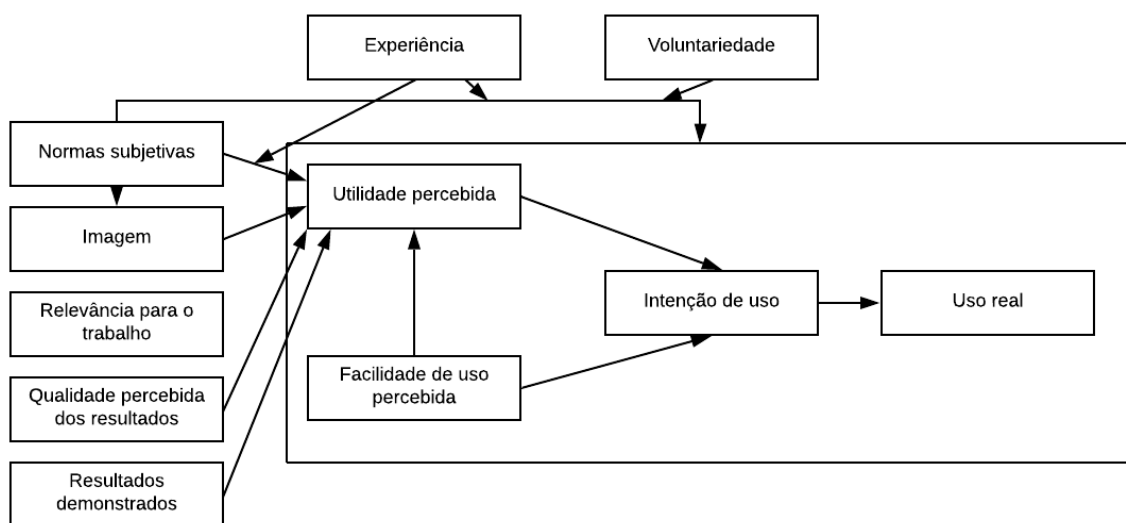 Experiência
Voluntariedade
Normas subjetivas
Utilidade percebida
Imagem
Intenção de uso
Uso real
Relevância para o
trabalho
Facilidade de uso
percebida
Qualidade percebida
dos resultados
Resultados
demonstrados